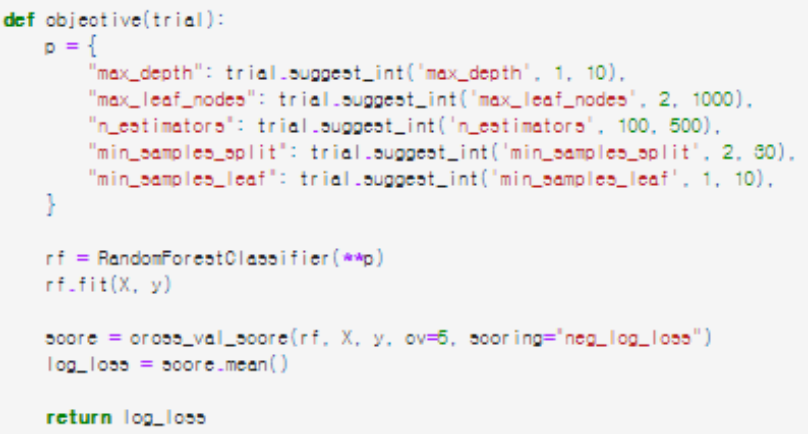 def objective(trial):
    p = {
        "max_depth": trial.suggest_int('max_depth', 1, 10),
        "max_leaf_nodes": trial.suggest_int('max_leaf_nodes', 2, 1000),
        "n_estimators": trial.suggest_int('n_estimators', 100, 500),
        "min_samples_split": trial.suggest_int('min_samples_split', 2, 30),
        "min_samples_leaf": trial.suggest_int('min_samples_leaf', 1, 10),
    }
    rf = RandomForestClassifier(**p)
    rf.fit(X, y)
    score = cross_val_score(rf, X, y, cv=5, scoring="neg_log_loss")
    log_loss = score.mean()
    return log_loss